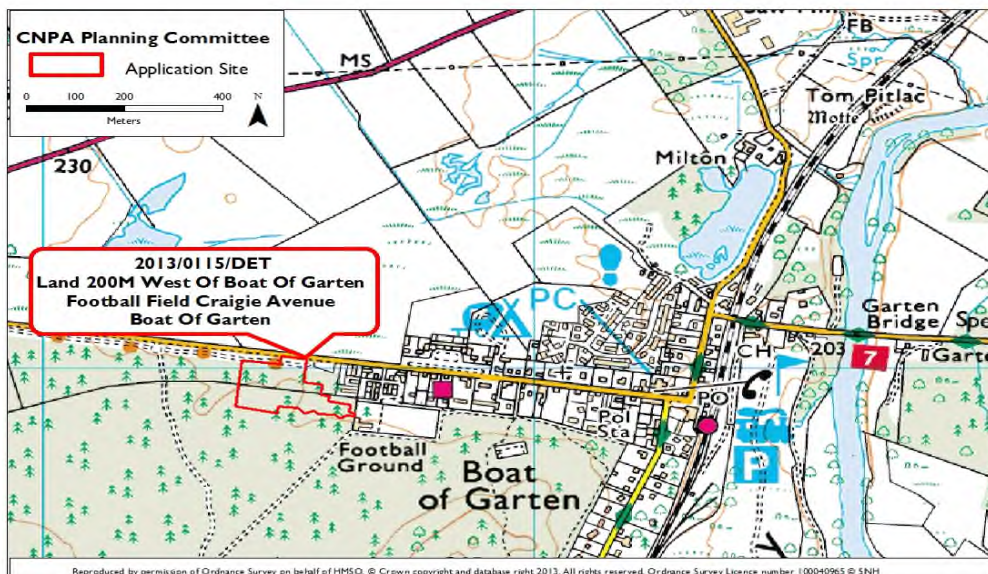 CNPA Planning Committee
Application Site
0 100 200 400
Meters
N
MS
FB
Spr
Tom Pitlac
Motte
Milton
230
2013/0115/DET
Land 200M West Of Boat Of Garten
Football Field Craigie Avenue
Boat Of Garten
PC
Garten
Bridge
CH
203
7
PO
Pol
Sta
P
Football
Ground
Boat
of Garten
Reproduced by permission of Ordnance Survey on behalf of HMSO. © Crown copyright and database right 2013. All rights reserved. Ordnance Survey Licence number 100040965 © SNH